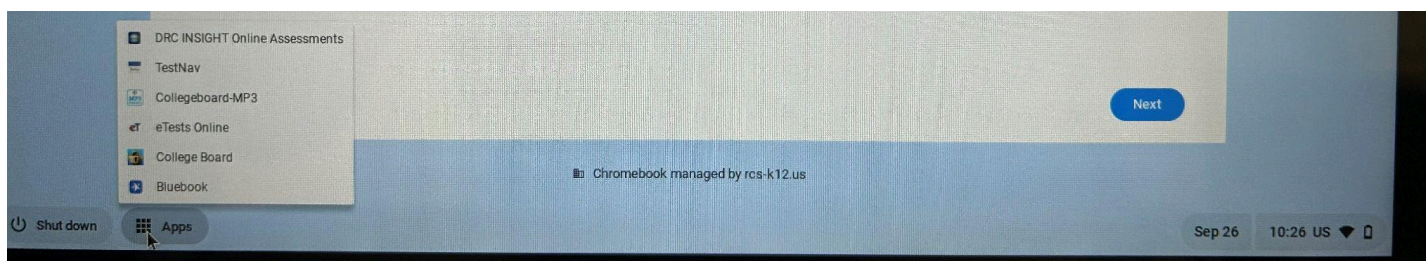 DRC INSIGHT Online Assessments
TestNav
Collegeboard-MP3
eT eTests Online
College Board
Bluebook
Next
Chromebook managed by rcs-k12.us
Shut down
Apps
Sep 26
10:26 US